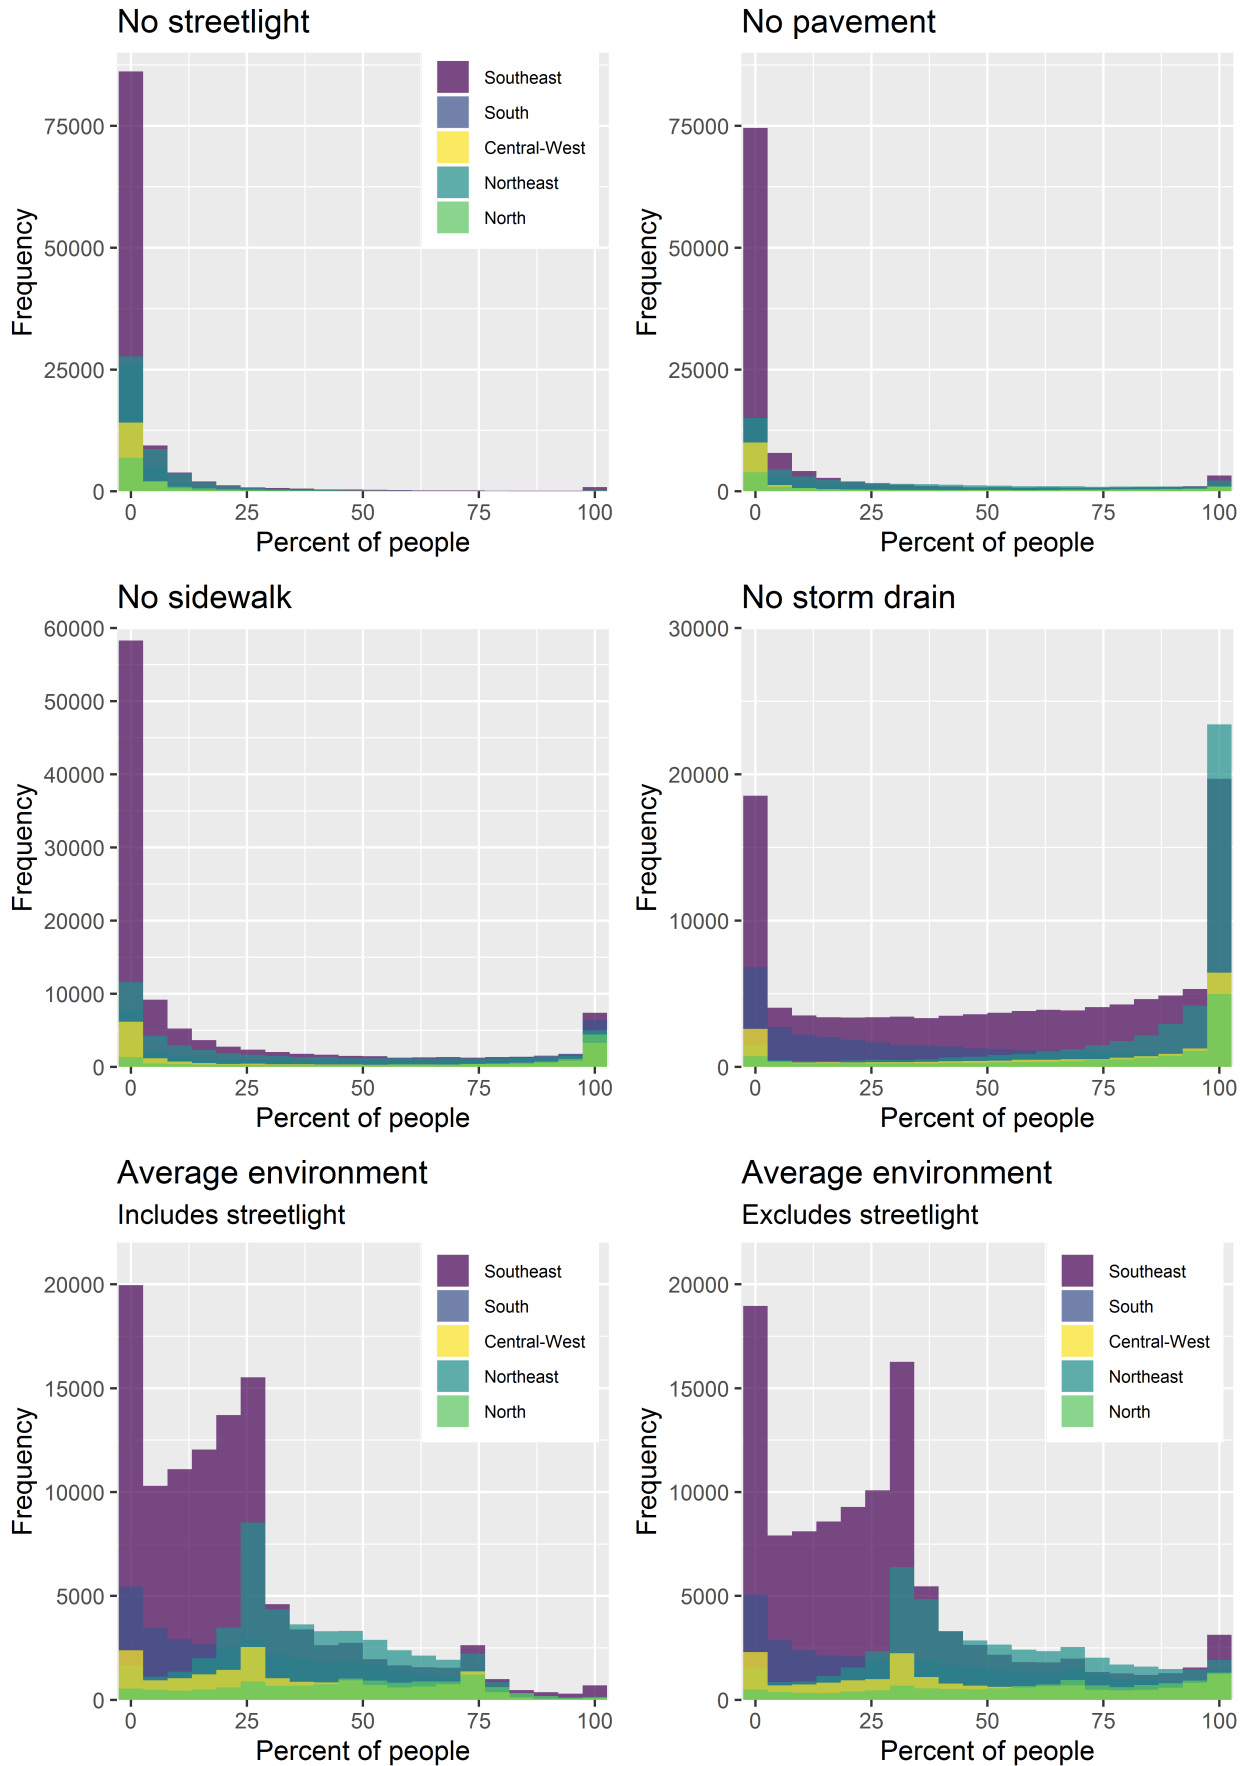 No streetlight
Frequency
75000
50000
25000
0
0 25 50 75 100
Percent of people
Southeast
South
Central-West
Northeast
North
No pavement
Frequency
75000
50000
25000
0
0 25 50 75 100
Percent of people
No sidewalk
Frequency
60000
50000
40000
30000
20000
10000
0
0 25 50 75 100
Percent of people
No storm drain
Frequency
30000
20000
10000
0
0 25 50 75 100
Percent of people
Average environment
Includes streetlight
Frequency
20000
15000
10000
5000
0
0 25 50 75 100
Percent of people
Southeast
South
Central-West
Northeast
North
Average environment
Excludes streetlight
Frequency
20000
15000
10000
5000
0
0 25 50 75 100
Percent of people
Southeast
South
Central-West
Northeast
North